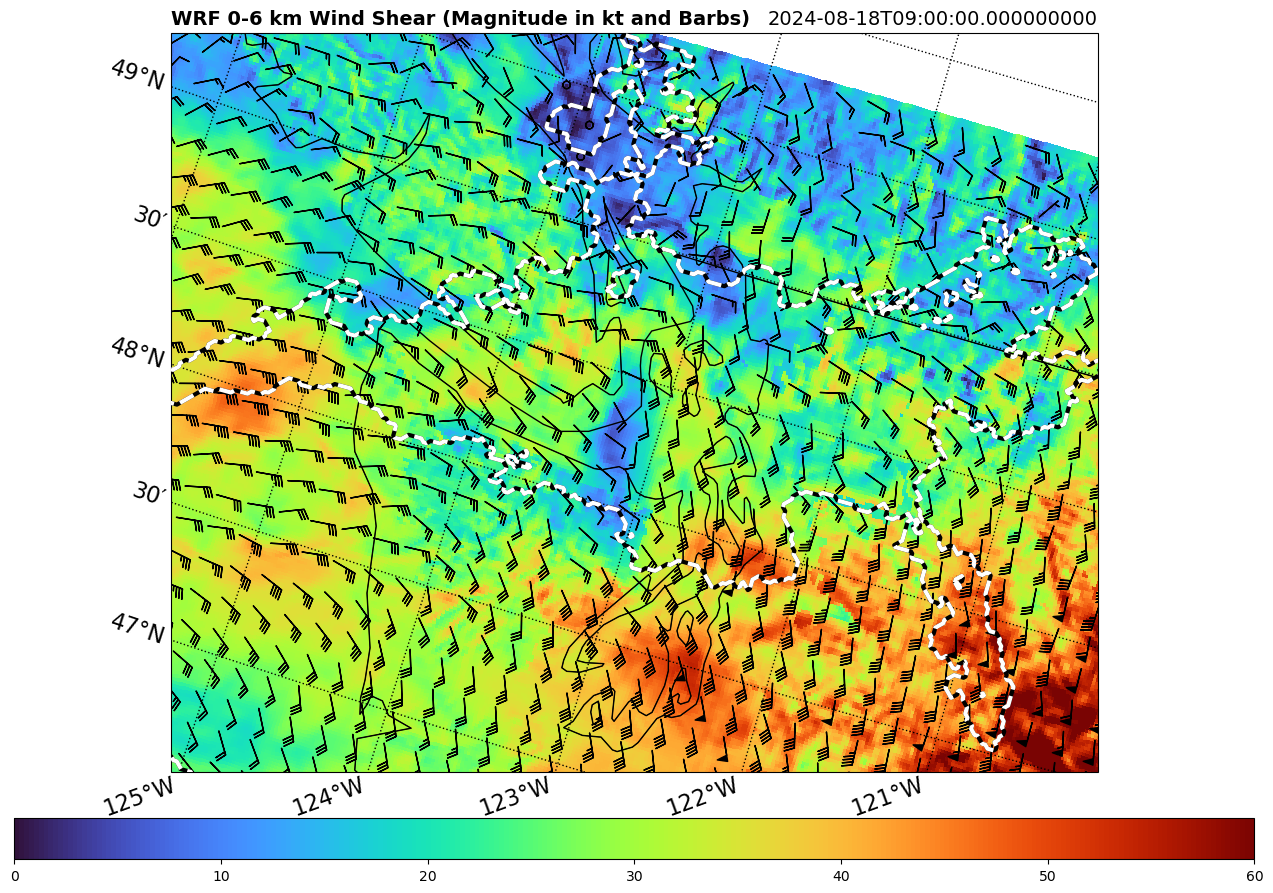 WRF 0-6 km Wind Shear (Magnitude in kt and Barbs) 2024-08-18T09:00:00.000000000
49°N
30′
48°N
30′
47°N
125°W 124°W 123°W 122°W 121°W
0 10 20 30 40 50 60